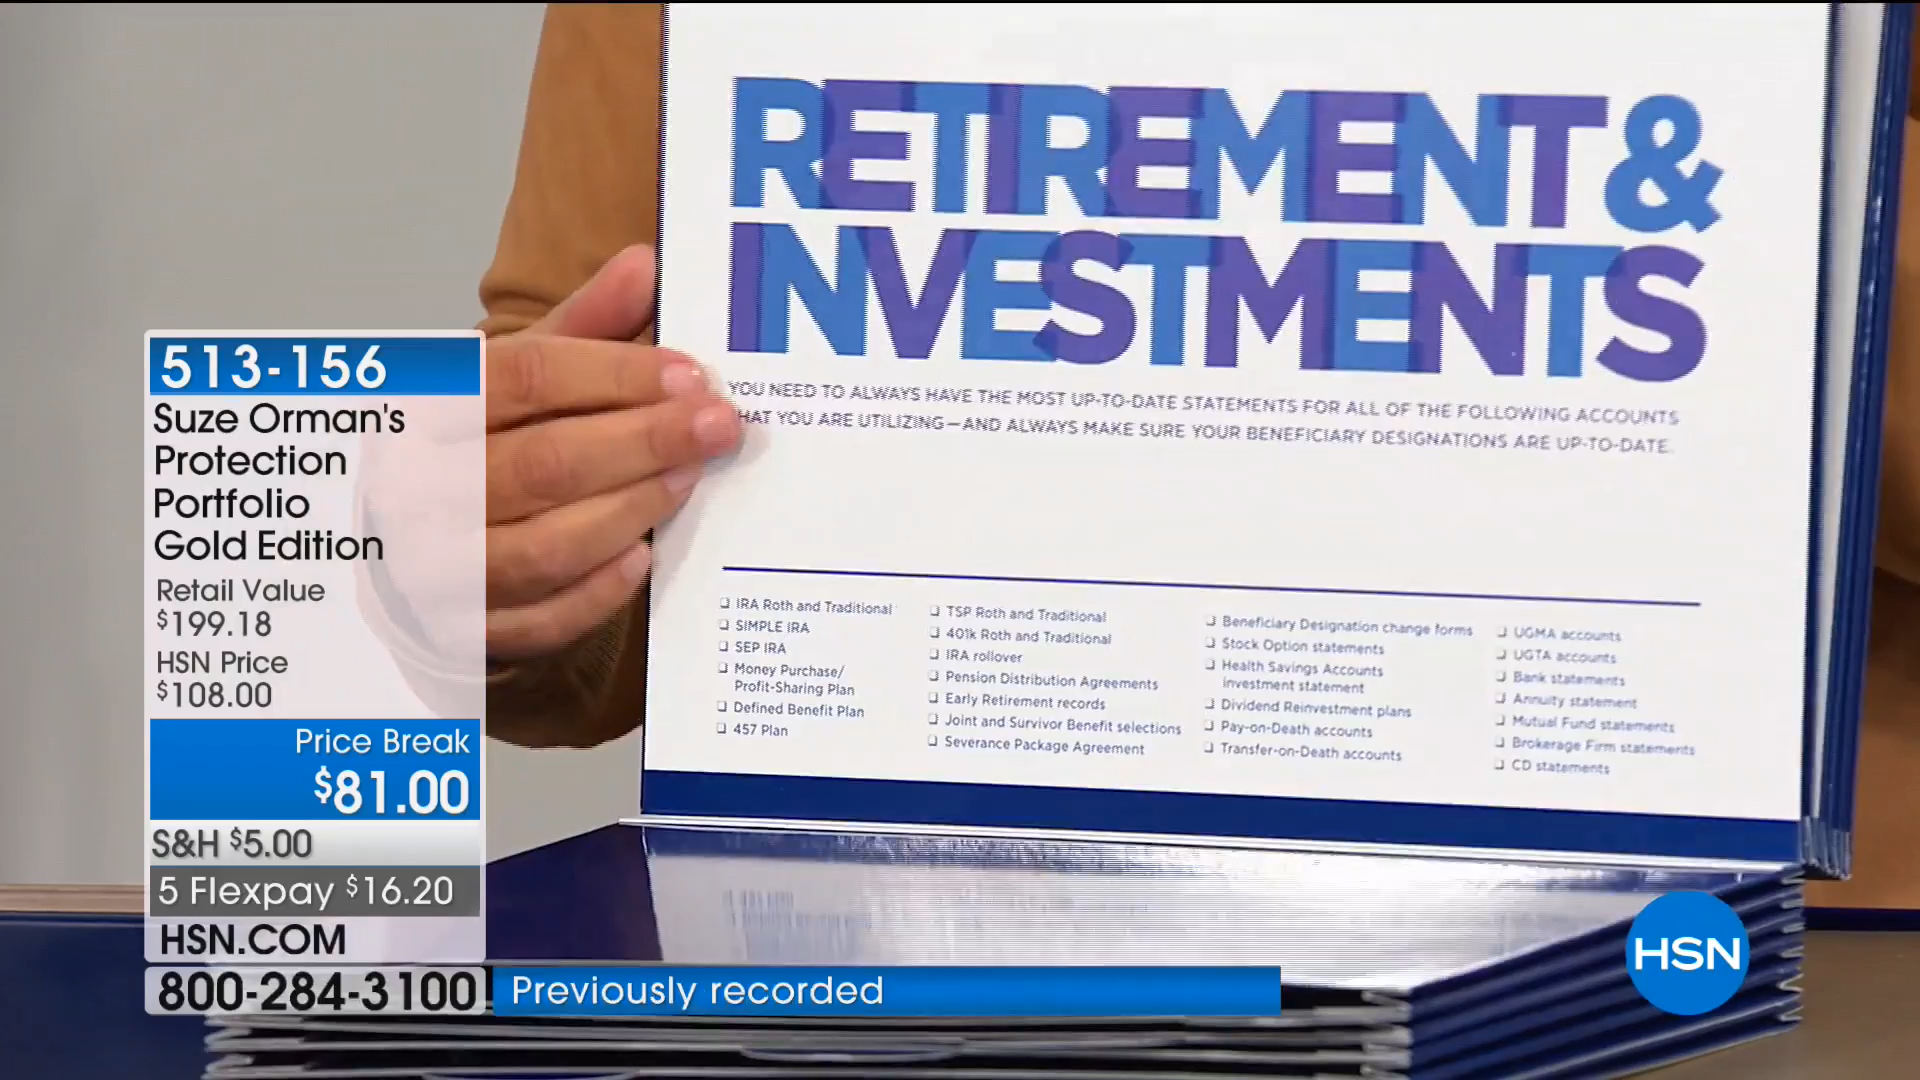 RETIREMENT &
INVESTMENTS
YOU NEED TO ALWAYS HAVE THE MOST UP-TO-DATE STATEMENTS FOR ALL OF THE FOLLOWING ACCOUNTS
THAT YOU ARE UTILIZING—AND ALWAYS MAKE SURE YOUR BENEFICIARY DESIGNATIONS ARE UP-TO-DATE.
IRA Roth and Traditional
SIMPLE IRA
SEP IRA
Money Purchase/
Profit-Sharing Plan
Defined Benefit Plan
457 Plan
TSP Roth and Traditional
401k Roth and Traditional
IRA rollover
Pension Distribution Agreements
Early Retirement records
Joint and Survivor Benefit selections
Severance Package Agreement
Beneficiary Designation change forms
Stock Option statements
Health Savings Accounts
investment statement
Dividend Reinvestment plans
Pay-on-Death accounts
Transfer-on-Death accounts
UGMA accounts
UGTA accounts
Bank statements
Annuity statement
Mutual Fund statements
Brokerage Firm statements
CD statements
513-156
Suze Orman's
Protection
Portfolio
Gold Edition
Retail Value
$199.18
HSN Price
$108.00
Price Break
$81.00
S&H $5.00
5 Flexpay $16.20
HSN.COM
800-284-3100
Previously recorded
HSN